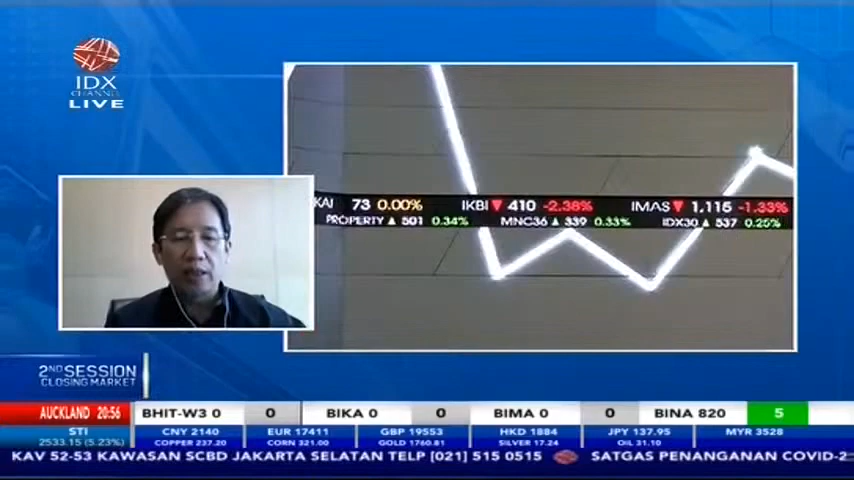 IDX
CHANNEL
LIVE
KAI 73 0.00% IKBI ▼ 410 -2.38% IMAS ▼ 1,115 -1.33%
PROPERTY ▲ 501 0.34% MNC36 ▲ 339 0.33% IDX30 ▲ 537 0.25%
2ND SESSION
CLOSING MARKET
AUCKLAND 20:56 BHIT-W3 0 0 BIKA 0 0 BIMA 0 0 BINA 820 5
STI CNY 2140 EUR 17411 GBP 19553 HKD 1884 JPY 137.95 MYR 3528
2533.15 (5.23%) COPPER 237.20 CORN 321.00 GOLD 1760.81 SILVER 17.24 OIL 31.10
KAV 52-53 KAWASAN SCBD JAKARTA SELATAN TELP [021] 515 0515 SATGAS PENANGANAN COVID-2